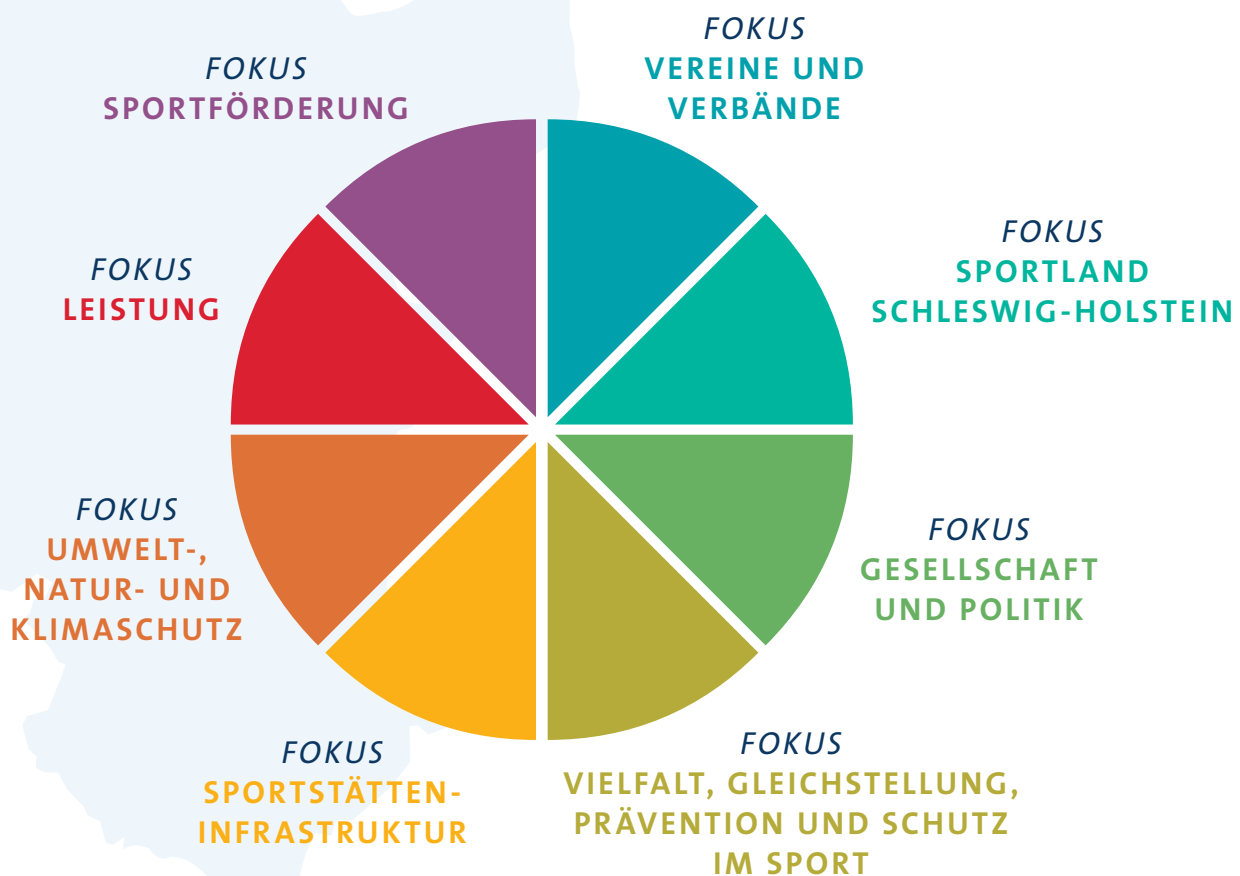 FOKUS
VEREINE UND
VERBÄNDE
FOKUS
SPORTLAND
SCHLESWIG-HOLSTEIN
FOKUS
GESELLSCHAFT
UND POLITIK
FOKUS
VIELFALT, GLEICHSTELLUNG,
PRÄVENTION UND SCHUTZ
IM SPORT
FOKUS
SPORTSTÄTTEN-
INFRASTRUKTUR
FOKUS
UMWELT-,
NATUR- UND
KLIMASCHUTZ
FOKUS
LEISTUNG
FOKUS
SPORTFÖRDERUNG